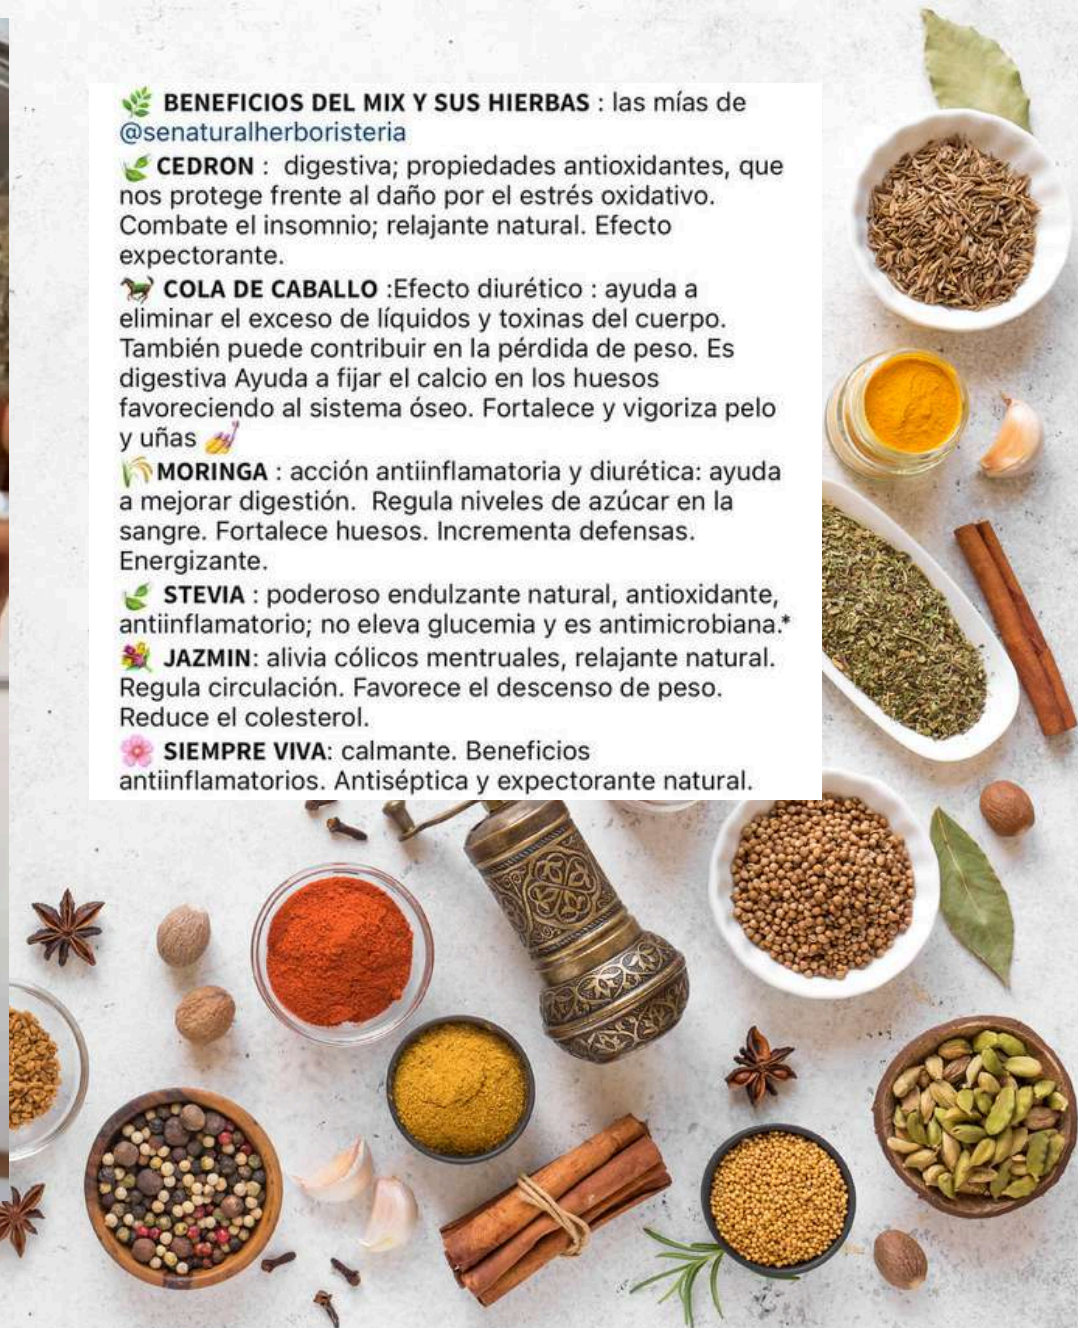 🌿 BENEFICIOS DEL MIX Y SUS HIERBAS : las mías de
@senaturalherboristeria
🍃 CEDRON :  digestiva; propiedades antioxidantes, que
nos protege frente al daño por el estrés oxidativo.
Combate el insomnio; relajante natural. Efecto
expectorante.
🐎 COLA DE CABALLO :Efecto diurético : ayuda a
eliminar el exceso de líquidos y toxinas del cuerpo.
También puede contribuir en la pérdida de peso. Es
digestiva Ayuda a fijar el calcio en los huesos
favoreciendo al sistema óseo. Fortalece y vigoriza pelo
y uñas 💅
🌾 MORINGA : acción antiinflamatoria y diurética: ayuda
a mejorar digestión.  Regula niveles de azúcar en la
sangre. Fortalece huesos. Incrementa defensas.
Energizante.
🍃 STEVIA : poderoso endulzante natural, antioxidante,
antiinflamatorio; no eleva glucemia y es antimicrobiana.*
💐 JAZMIN: alivia cólicos mentruales, relajante natural.
Regula circulación. Favorece el descenso de peso.
Reduce el colesterol.
🌸 SIEMPRE VIVA: calmante. Beneficios
antiinflamatorios. Antiséptica y expectorante natural.